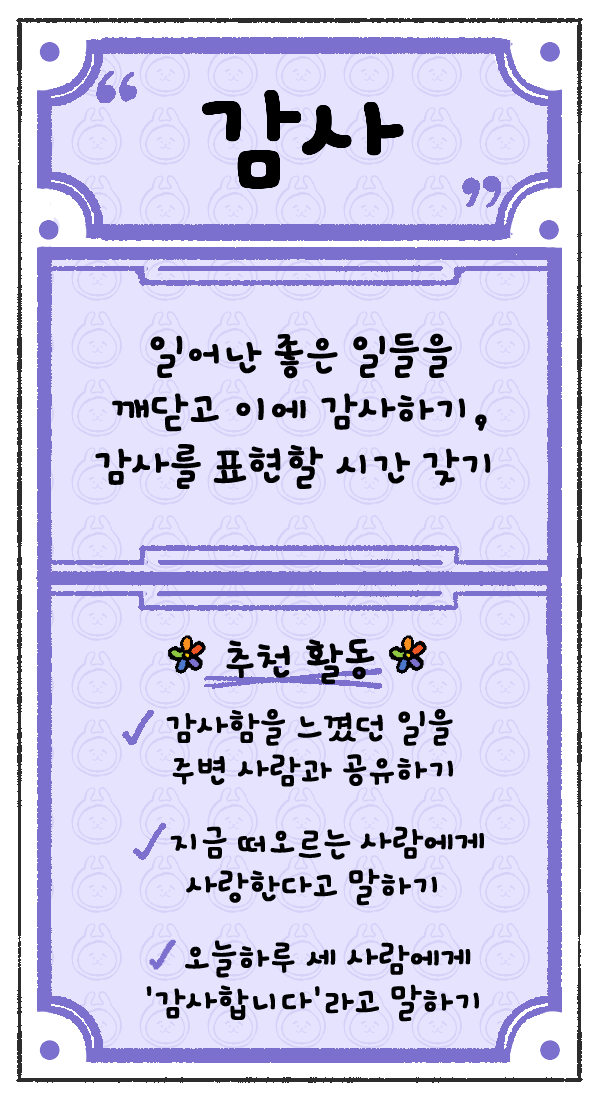 “ 감사 ”
일어난 좋은 일들을
깨닫고 이에 감사하기,
감사를 표현할 시간 갖기
추천 활동
✓ 감사함을 느꼈던 일을
주변 사람과 공유하기
✓ 지금 떠오르는 사람에게
사랑한다고 말하기
✓ 오늘하루 세 사람에게
'감사합니다'라고 말하기